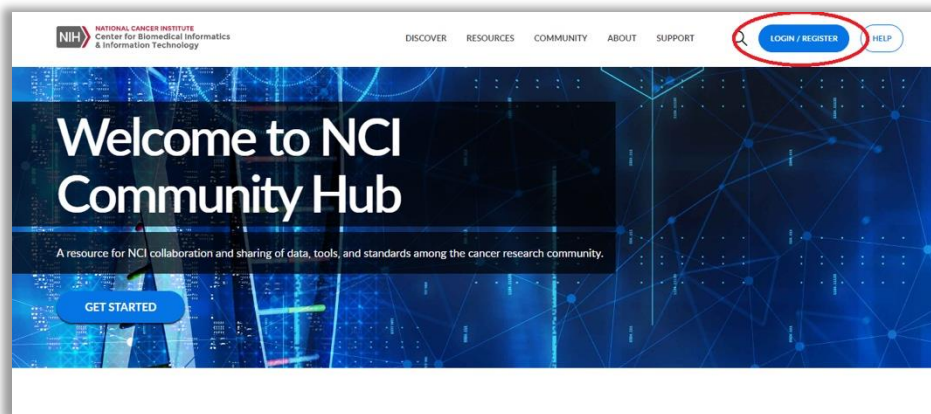 NIH
NATIONAL CANCER INSTITUTE
Center for Biomedical Informatics
& Information Technology
DISCOVER RESOURCES COMMUNITY ABOUT SUPPORT LOGIN / REGISTER HELP
Welcome to NCI
Community Hub
A resource for NCI collaboration and sharing of data, tools, and standards among the cancer research community.
GET STARTED